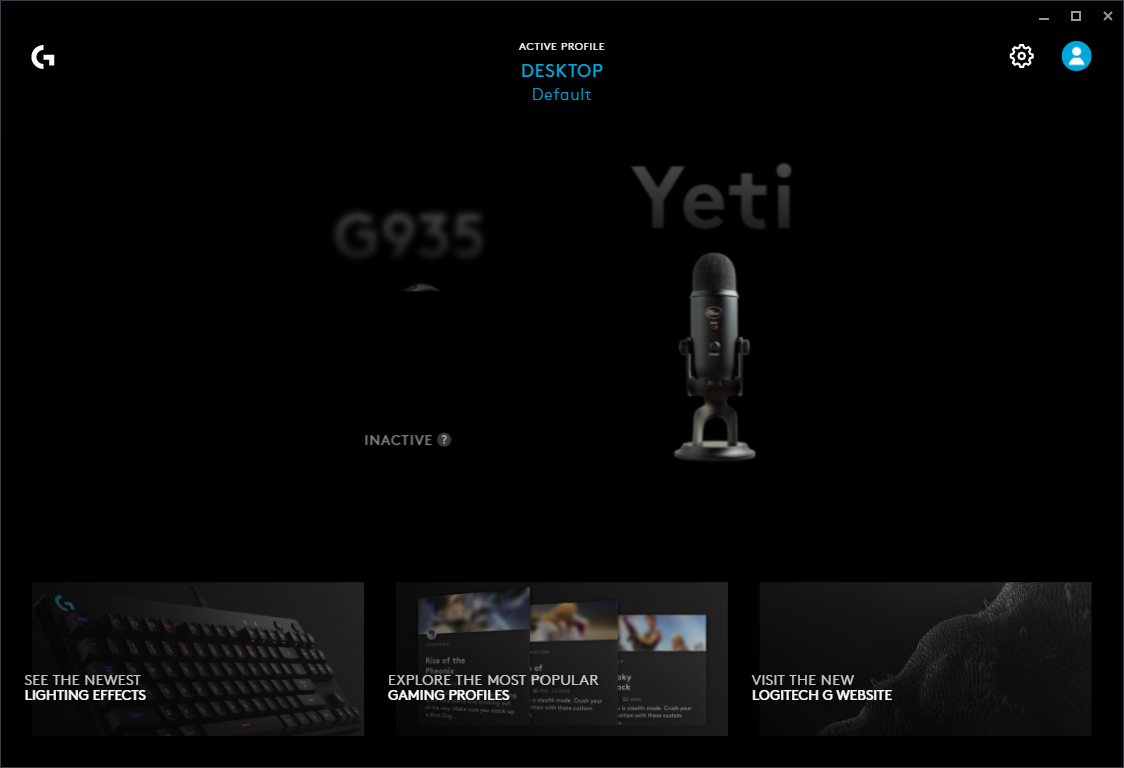 ACTIVE PROFILE
DESKTOP
Default
Yeti
G935
INACTIVE ?
SEE THE NEWEST
LIGHTING EFFECTS
Rise of the
Pheonix
EXPLORE THE MOST POPULAR
GAMING PROFILES
VISIT THE NEW
LOGITECH G WEBSITE